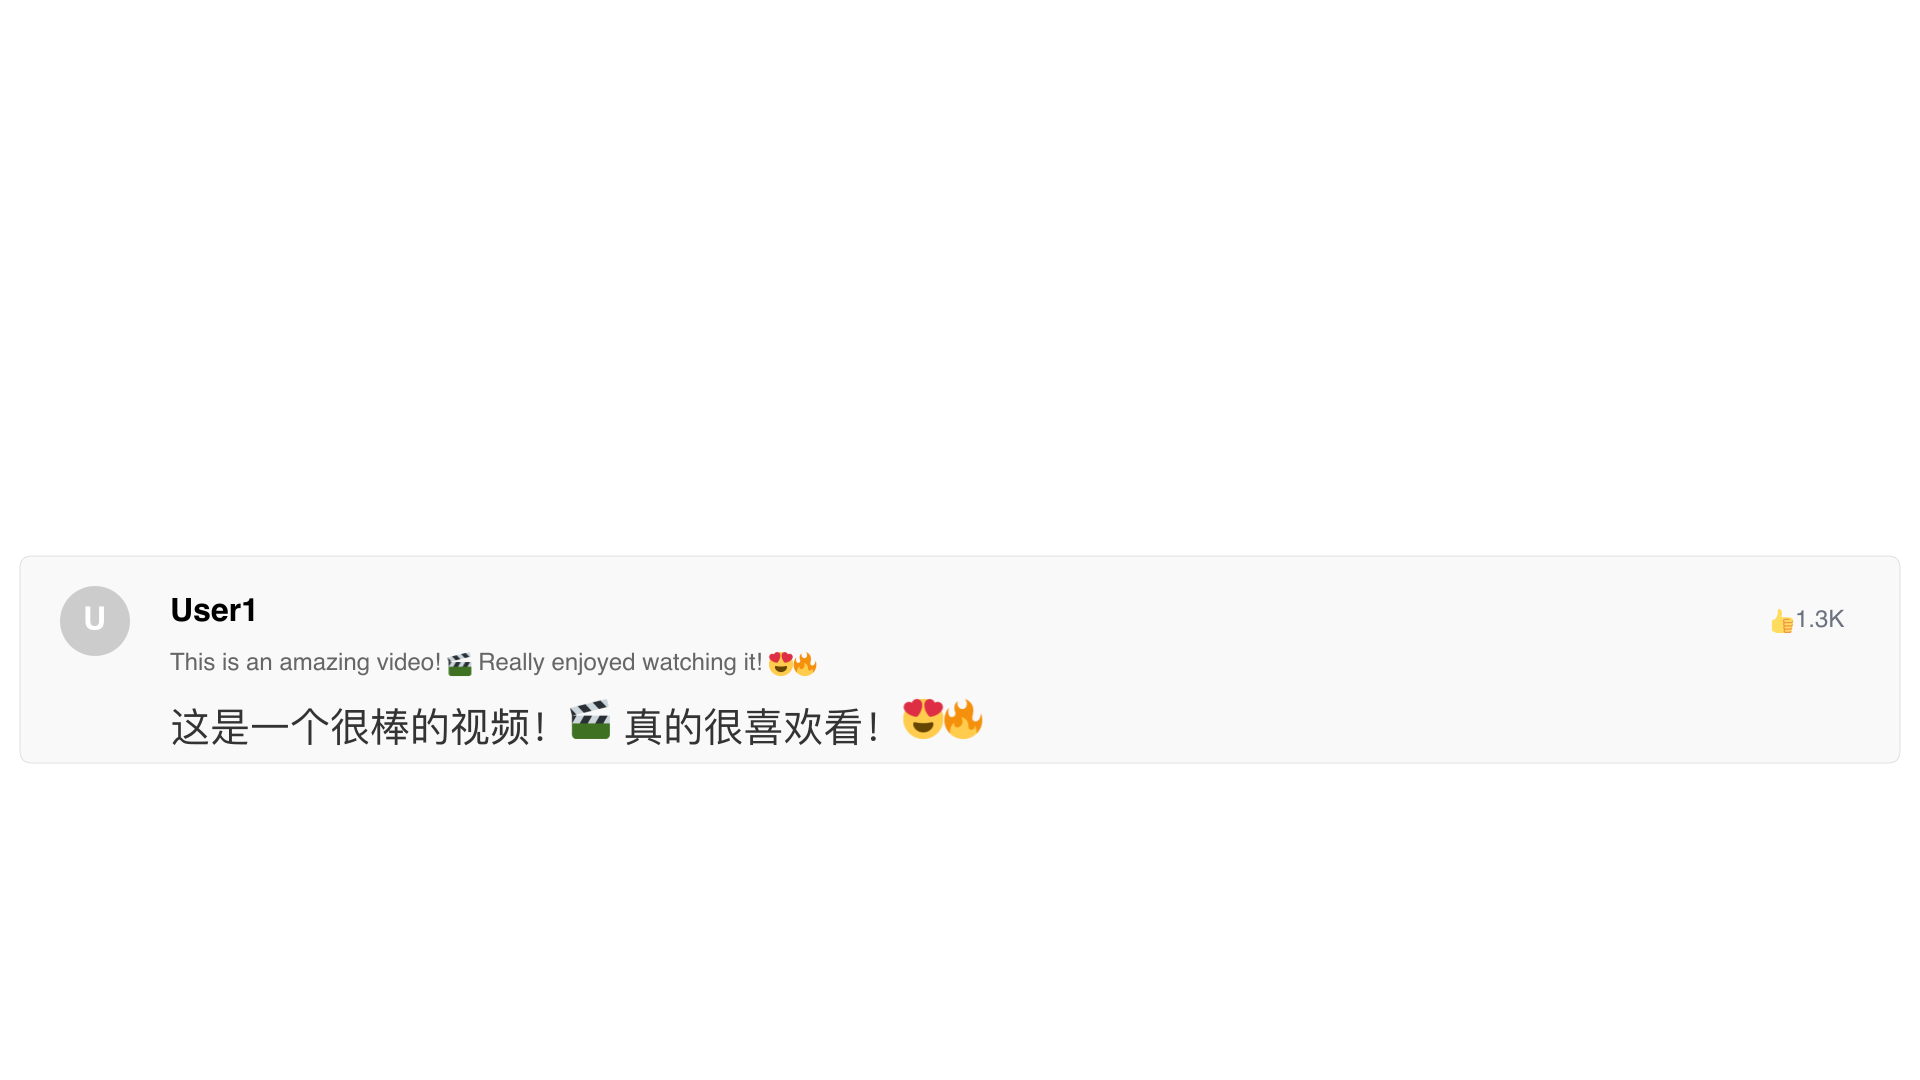 U
User1
👍1.3K
This is an amazing video! 🎬 Really enjoyed watching it! 😍🔥
这是一个很棒的视频！🎬 真的很喜欢看！😍🔥